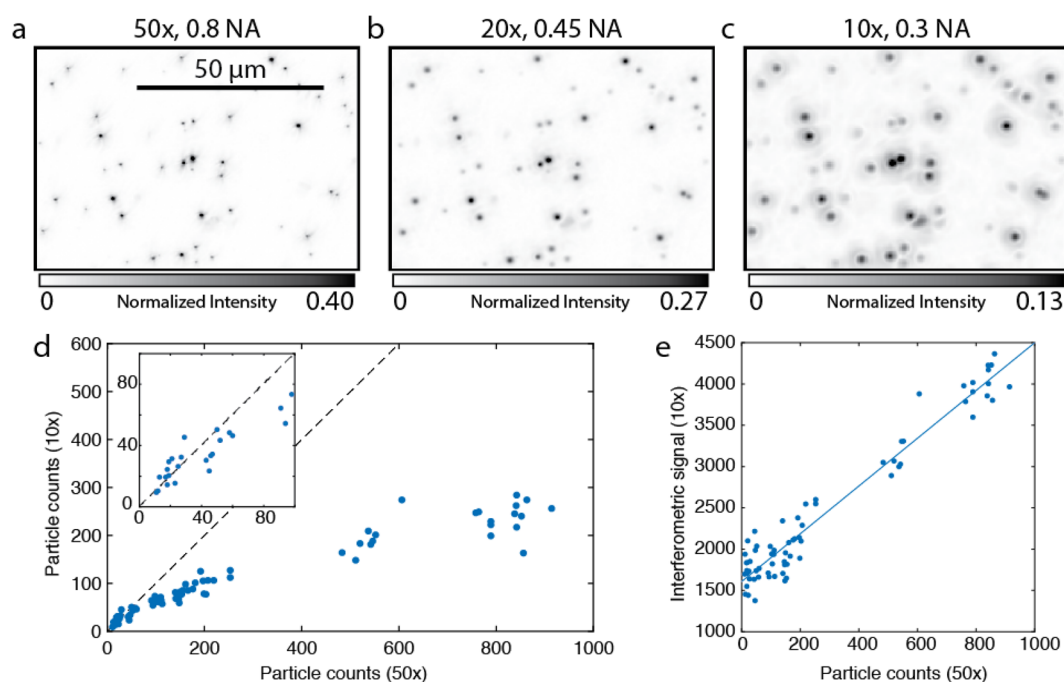 a 50x, 0.8 NA b 20x, 0.45 NA c 10x, 0.3 NA
50 μm
0 Normalized Intensity 0.40 0 Normalized Intensity 0.27 0 Normalized Intensity 0.13
d
Particle counts (10x)
600
500
400
300
200
100
0
80
40
0
0 40 80
0 200 400 600 800 1000
Particle counts (50x)
e
Interferometric signal (10x)
4500
4000
3500
3000
2500
2000
1500
1000
0 200 400 600 800 1000
Particle counts (50x)